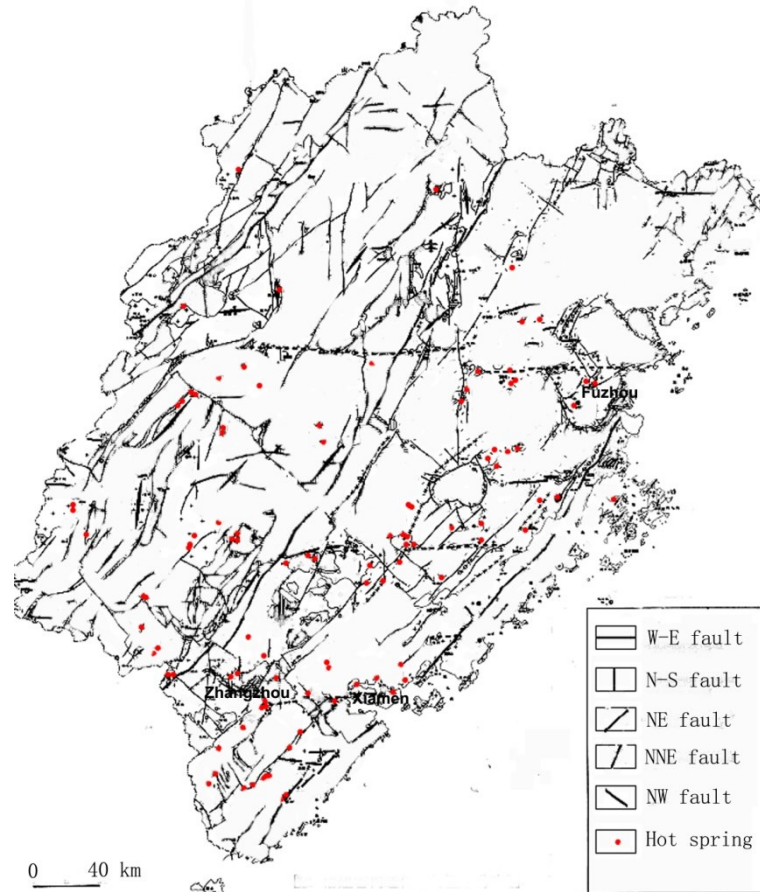 Fuzhou
Zhangzhou
Xiamen
W-E fault
N-S fault
NE fault
NNE fault
NW fault
Hot spring
0 40 km